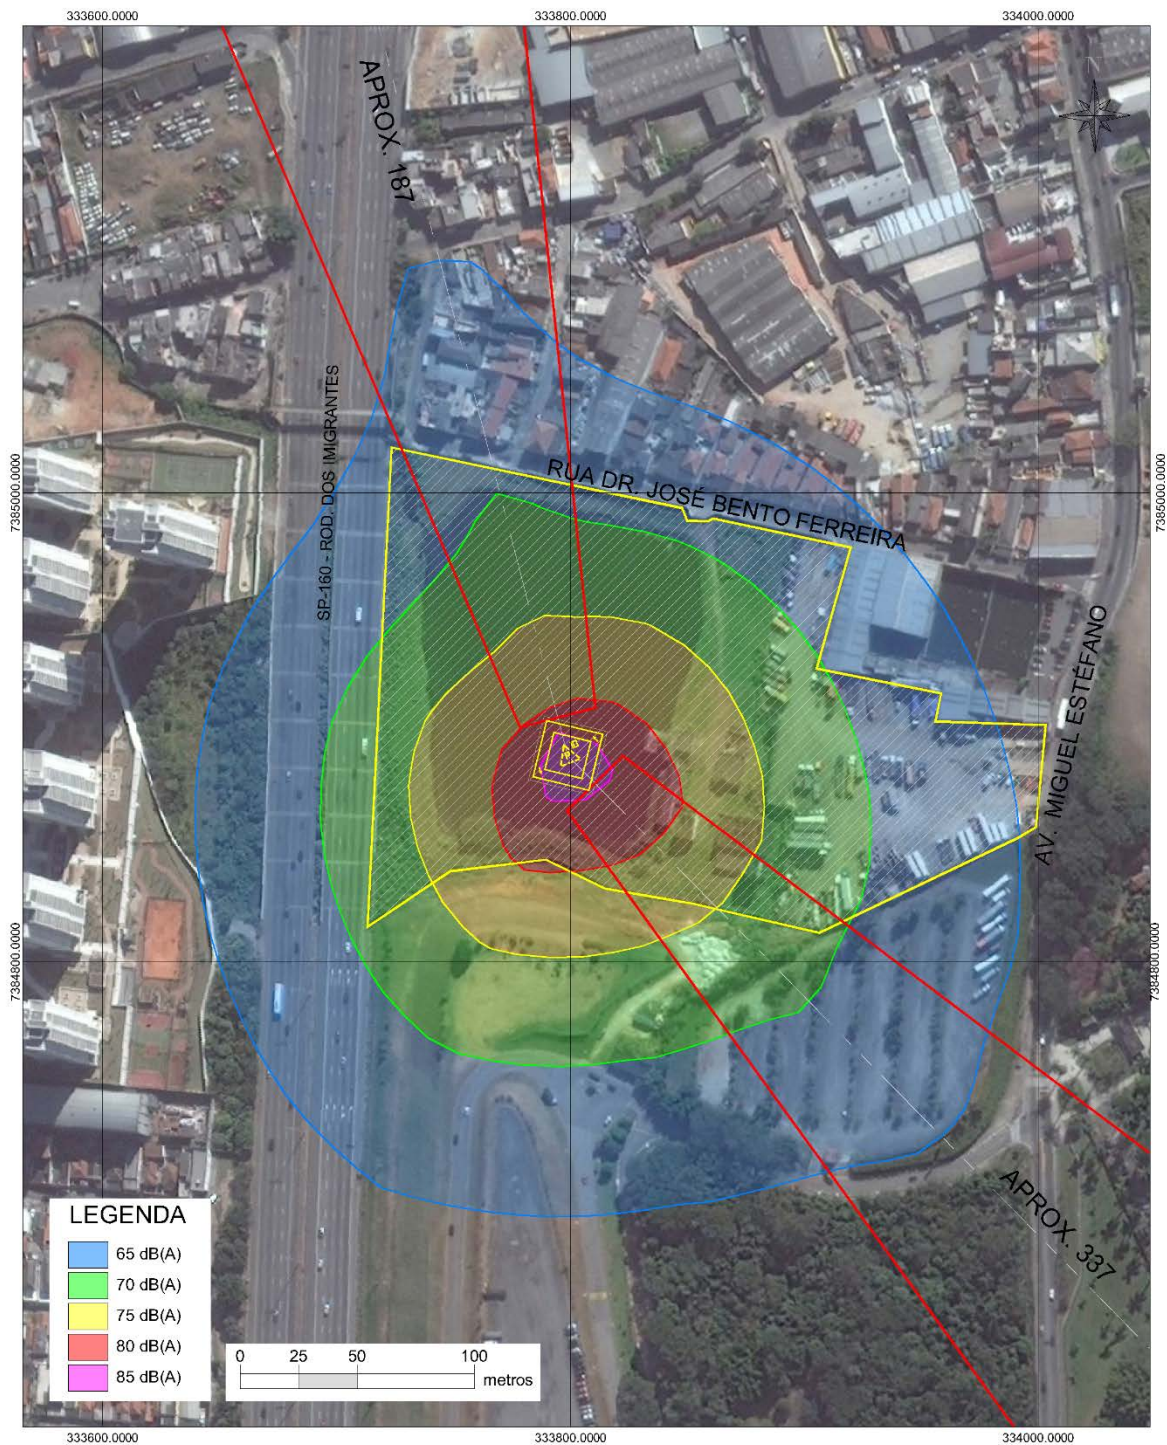 333600.0000
333800.0000
334000.0000
N
APROX. 187
SP-160 - ROD. DOS IMIGRANTES
RUA DR. JOSÉ BENTO FERREIRA
7385000.0000
7385000.0000
AV. MIGUEL ESTÉFANO
7384800.0000
7384800.0000
APROX. 337
LEGENDA
65 dB(A)
70 dB(A)
75 dB(A)
80 dB(A)
85 dB(A)
0 25 50 100
metros
333600.0000
333800.0000
334000.0000